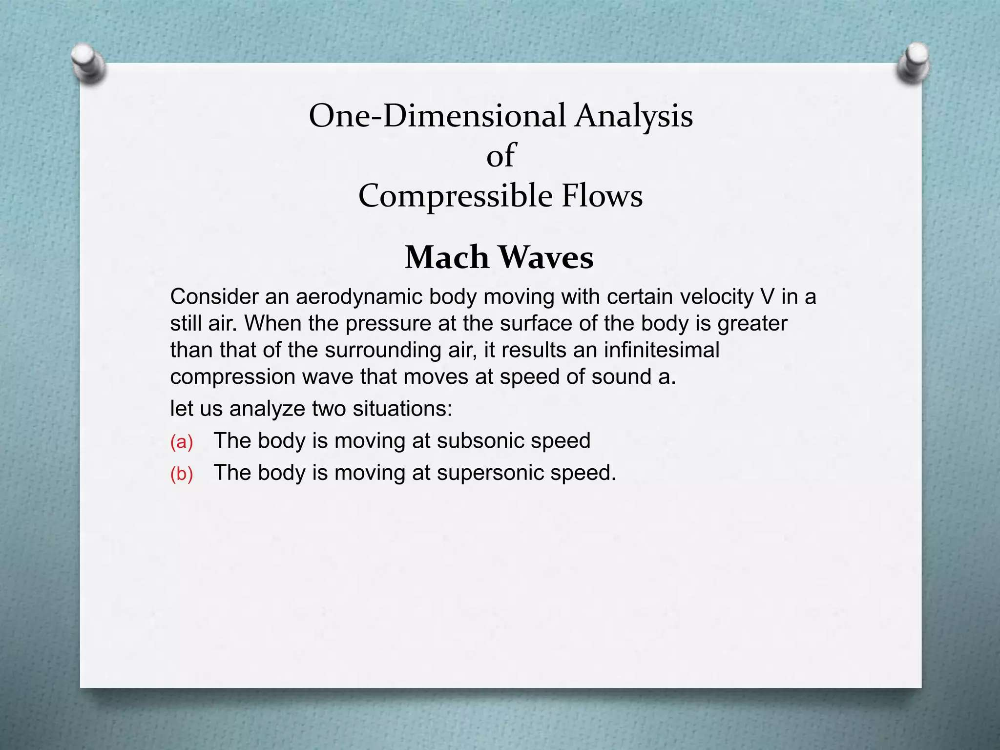 One-Dimensional Analysis
of
Compressible Flows
Mach Waves
Consider an aerodynamic body moving with certain velocity V in a
still air. When the pressure at the surface of the body is greater
than that of the surrounding air, it results an infinitesimal
compression wave that moves at speed of sound a.
let us analyze two situations:
(a) The body is moving at subsonic speed
(b) The body is moving at supersonic speed.